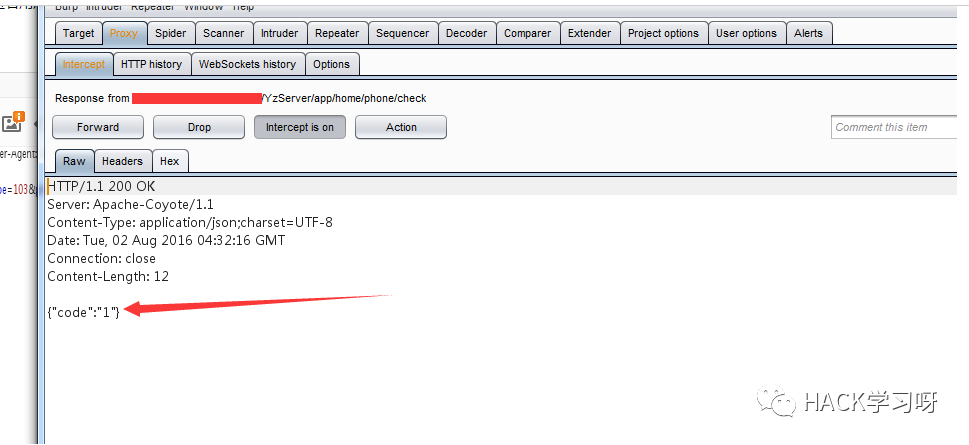 Burp Intruder Repeater Window Help
Target Proxy Spider Scanner Intruder Repeater Sequencer Decoder Comparer Extender Project options User options Alerts
Intercept HTTP history WebSockets history Options
Response from /YzServer/app/home/phone/check
Forward Drop Intercept is on Action Comment this item
Raw Headers Hex
er-Agent:
HTTP/1.1 200 OK
pe=103&
Server: Apache-Coyote/1.1
Content-Type: application/json;charset=UTF-8
Date: Tue, 02 Aug 2016 04:32:16 GMT
Connection: close
Content-Length: 12
{"code":"1"}
HACK学习呀